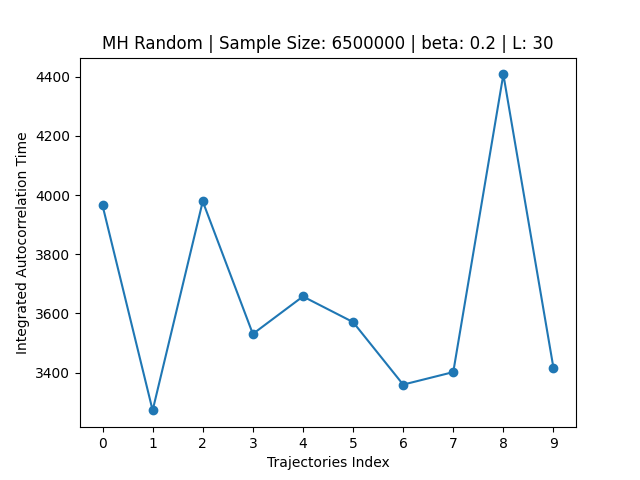 MH Random | Sample Size: 6500000 | beta: 0.2 | L: 30
4400
4200
4000
3800
3600
3400
Integrated Autocorrelation Time
0 1 2 3 4 5 6 7 8 9
Trajectories Index